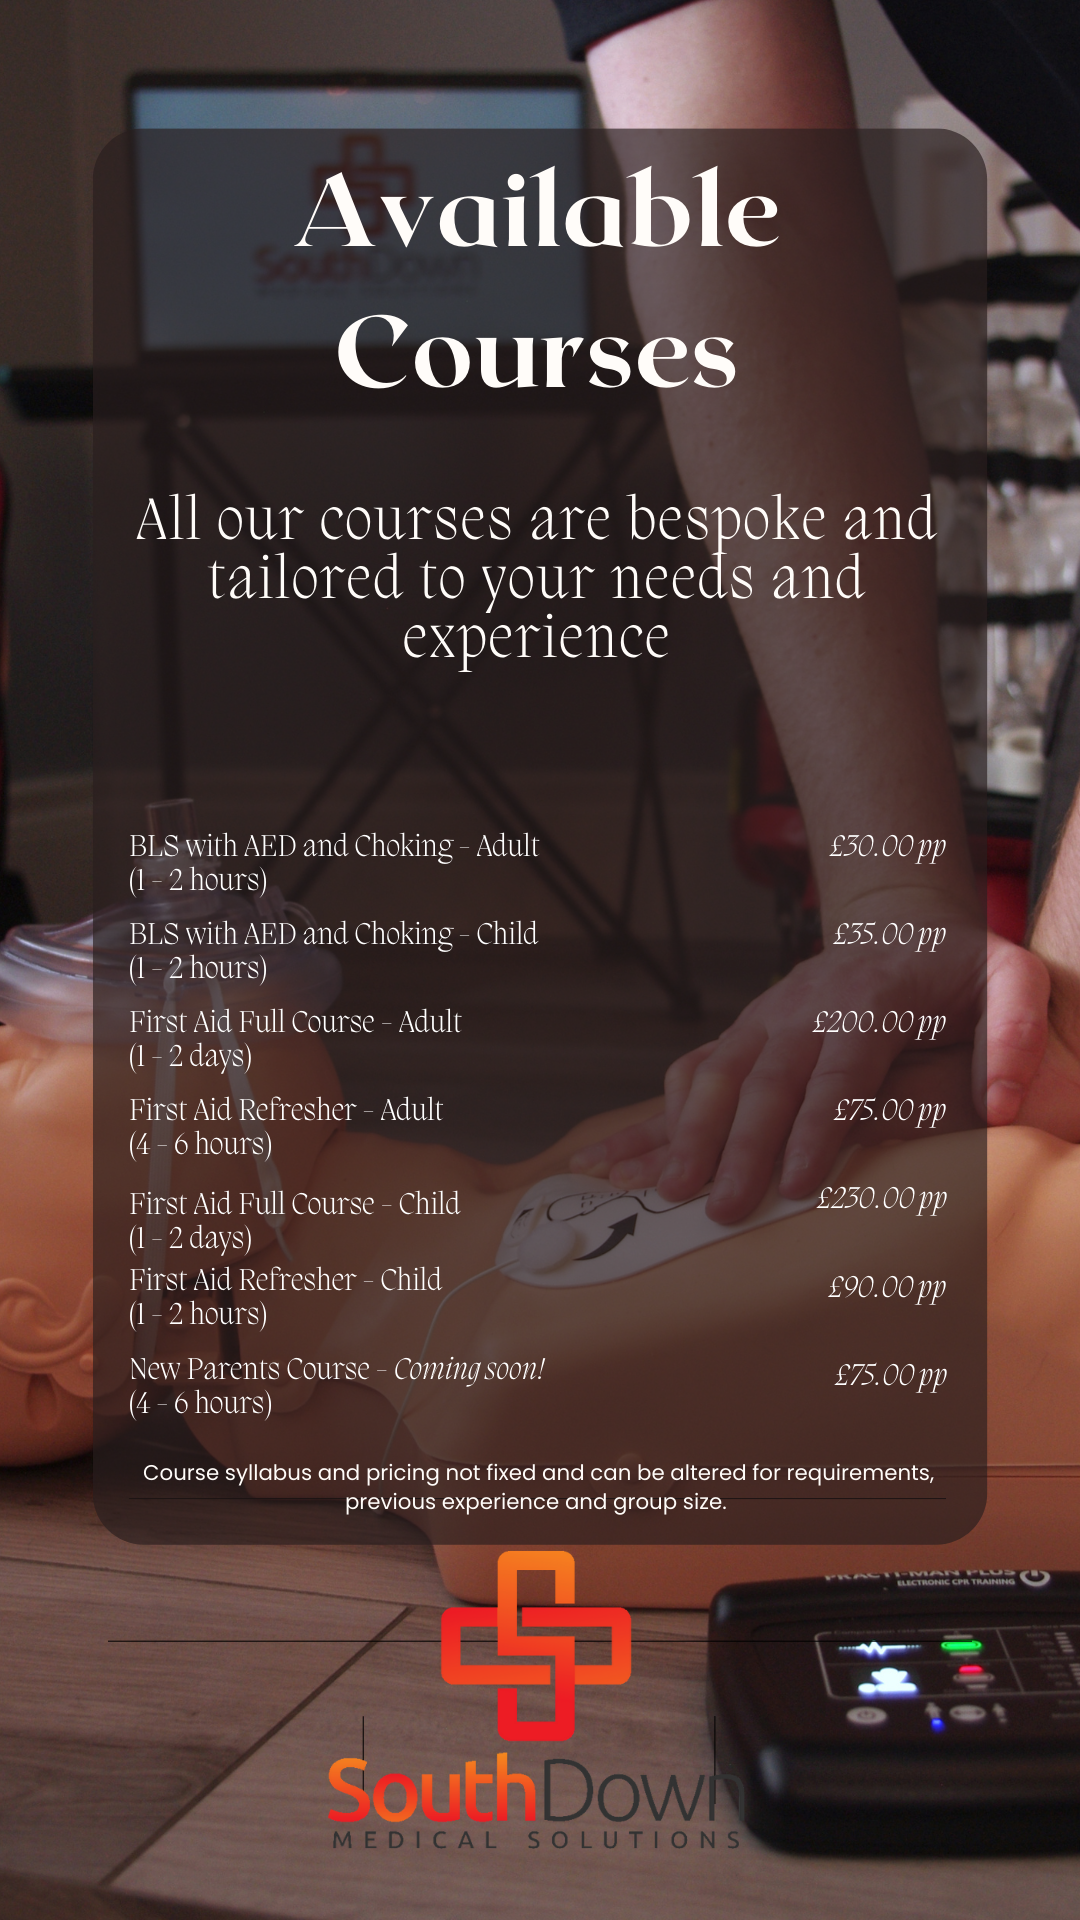 Available
Courses
All our courses are bespoke and
tailored to your needs and
experience
BLS with AED and Choking - Adult £30.00 pp
(1 - 2 hours)
BLS with AED and Choking - Child £35.00 pp
(1 - 2 hours)
First Aid Full Course - Adult £200.00 pp
(1 - 2 days)
First Aid Refresher - Adult £75.00 pp
(4 - 6 hours)
First Aid Full Course - Child £230.00 pp
(1 - 2 days)
First Aid Refresher - Child £90.00 pp
(1 - 2 hours)
New Parents Course - Coming soon! £75.00 pp
(4 - 6 hours)
Course syllabus and pricing not fixed and can be altered for requirements,
previous experience and group size.
PRACTI-MAN PLUS
ELECTRONIC CPR TRAINING
SouthDown
MEDICAL SOLUTIONS